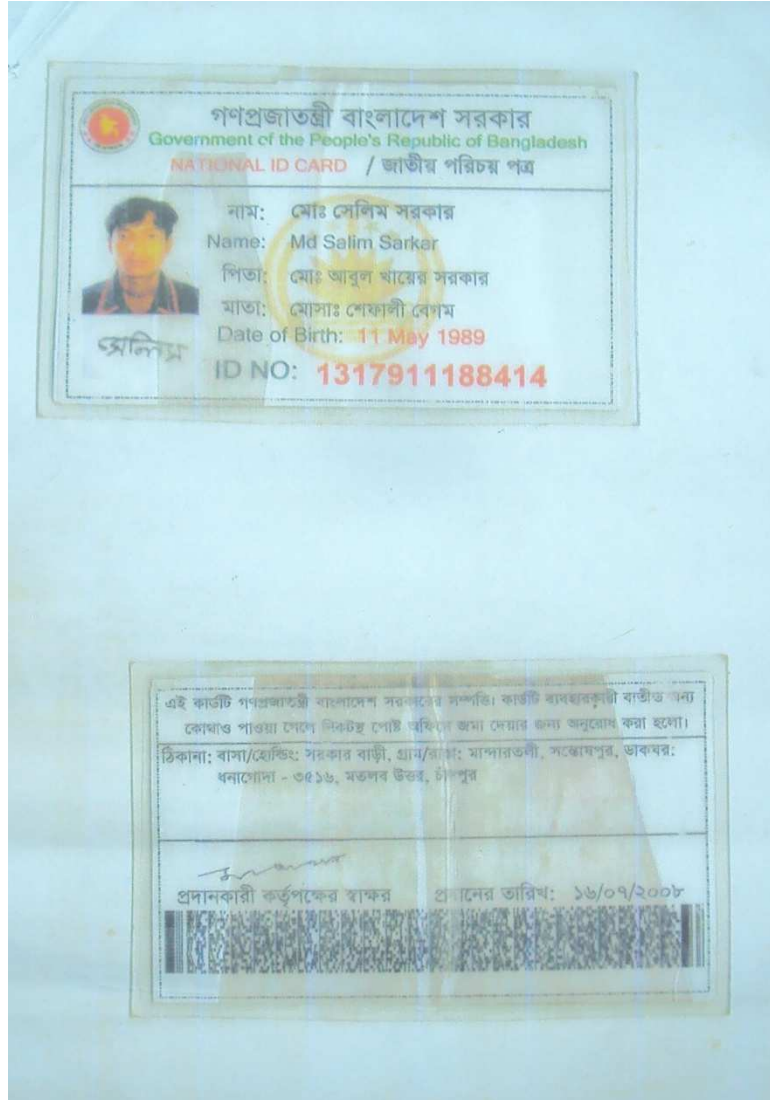 গণপ্রজাতন্ত্রী বাংলাদেশ সরকার
Government of the People's Republic of Bangladesh
NATIONAL ID CARD / জাতীয় পরিচয় পত্র
নাম: মোঃ সেলিম সরকার
Name: Md Salim Sarkar
পিতা: মোঃ আবুল খায়ের সরকার
মাতা: মোসাঃ শেফালী বেগম
Date of Birth: 11 May 1989
সেলিম
ID NO: 1317911188414
এই কার্ডটি গণপ্রজাতন্ত্রী বাংলাদেশ সরকারের সম্পত্তি। কার্ডটি ব্যবহারকারী ব্যতীত অন্য
কোথাও পাওয়া গেলে নিকটস্থ পোষ্ট অফিসে জমা দেয়ার জন্য অনুরোধ করা হলো।
ঠিকানা: বাসা/হোল্ডিং: সরকার বাড়ী, গ্রাম/রাস্তা: মান্দারতলী, সন্তোষপুর, ডাকঘর:
ধনাগোদা - ৩৫১৬, মতলব উত্তর, চাঁদপুর
প্রদানকারী কর্তৃপক্ষের স্বাক্ষর প্রদানের তারিখ: ১৬/০৭/২০০৮